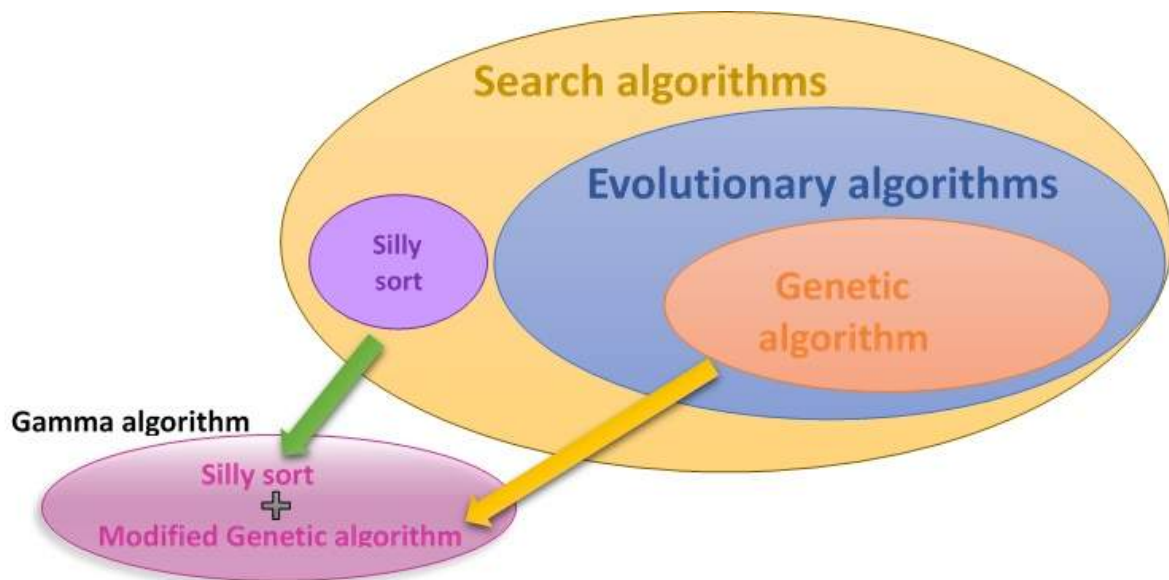 Search algorithms
Evolutionary algorithms
Silly
sort
Genetic
algorithm
Gamma algorithm
Silly sort
Modified Genetic algorithm